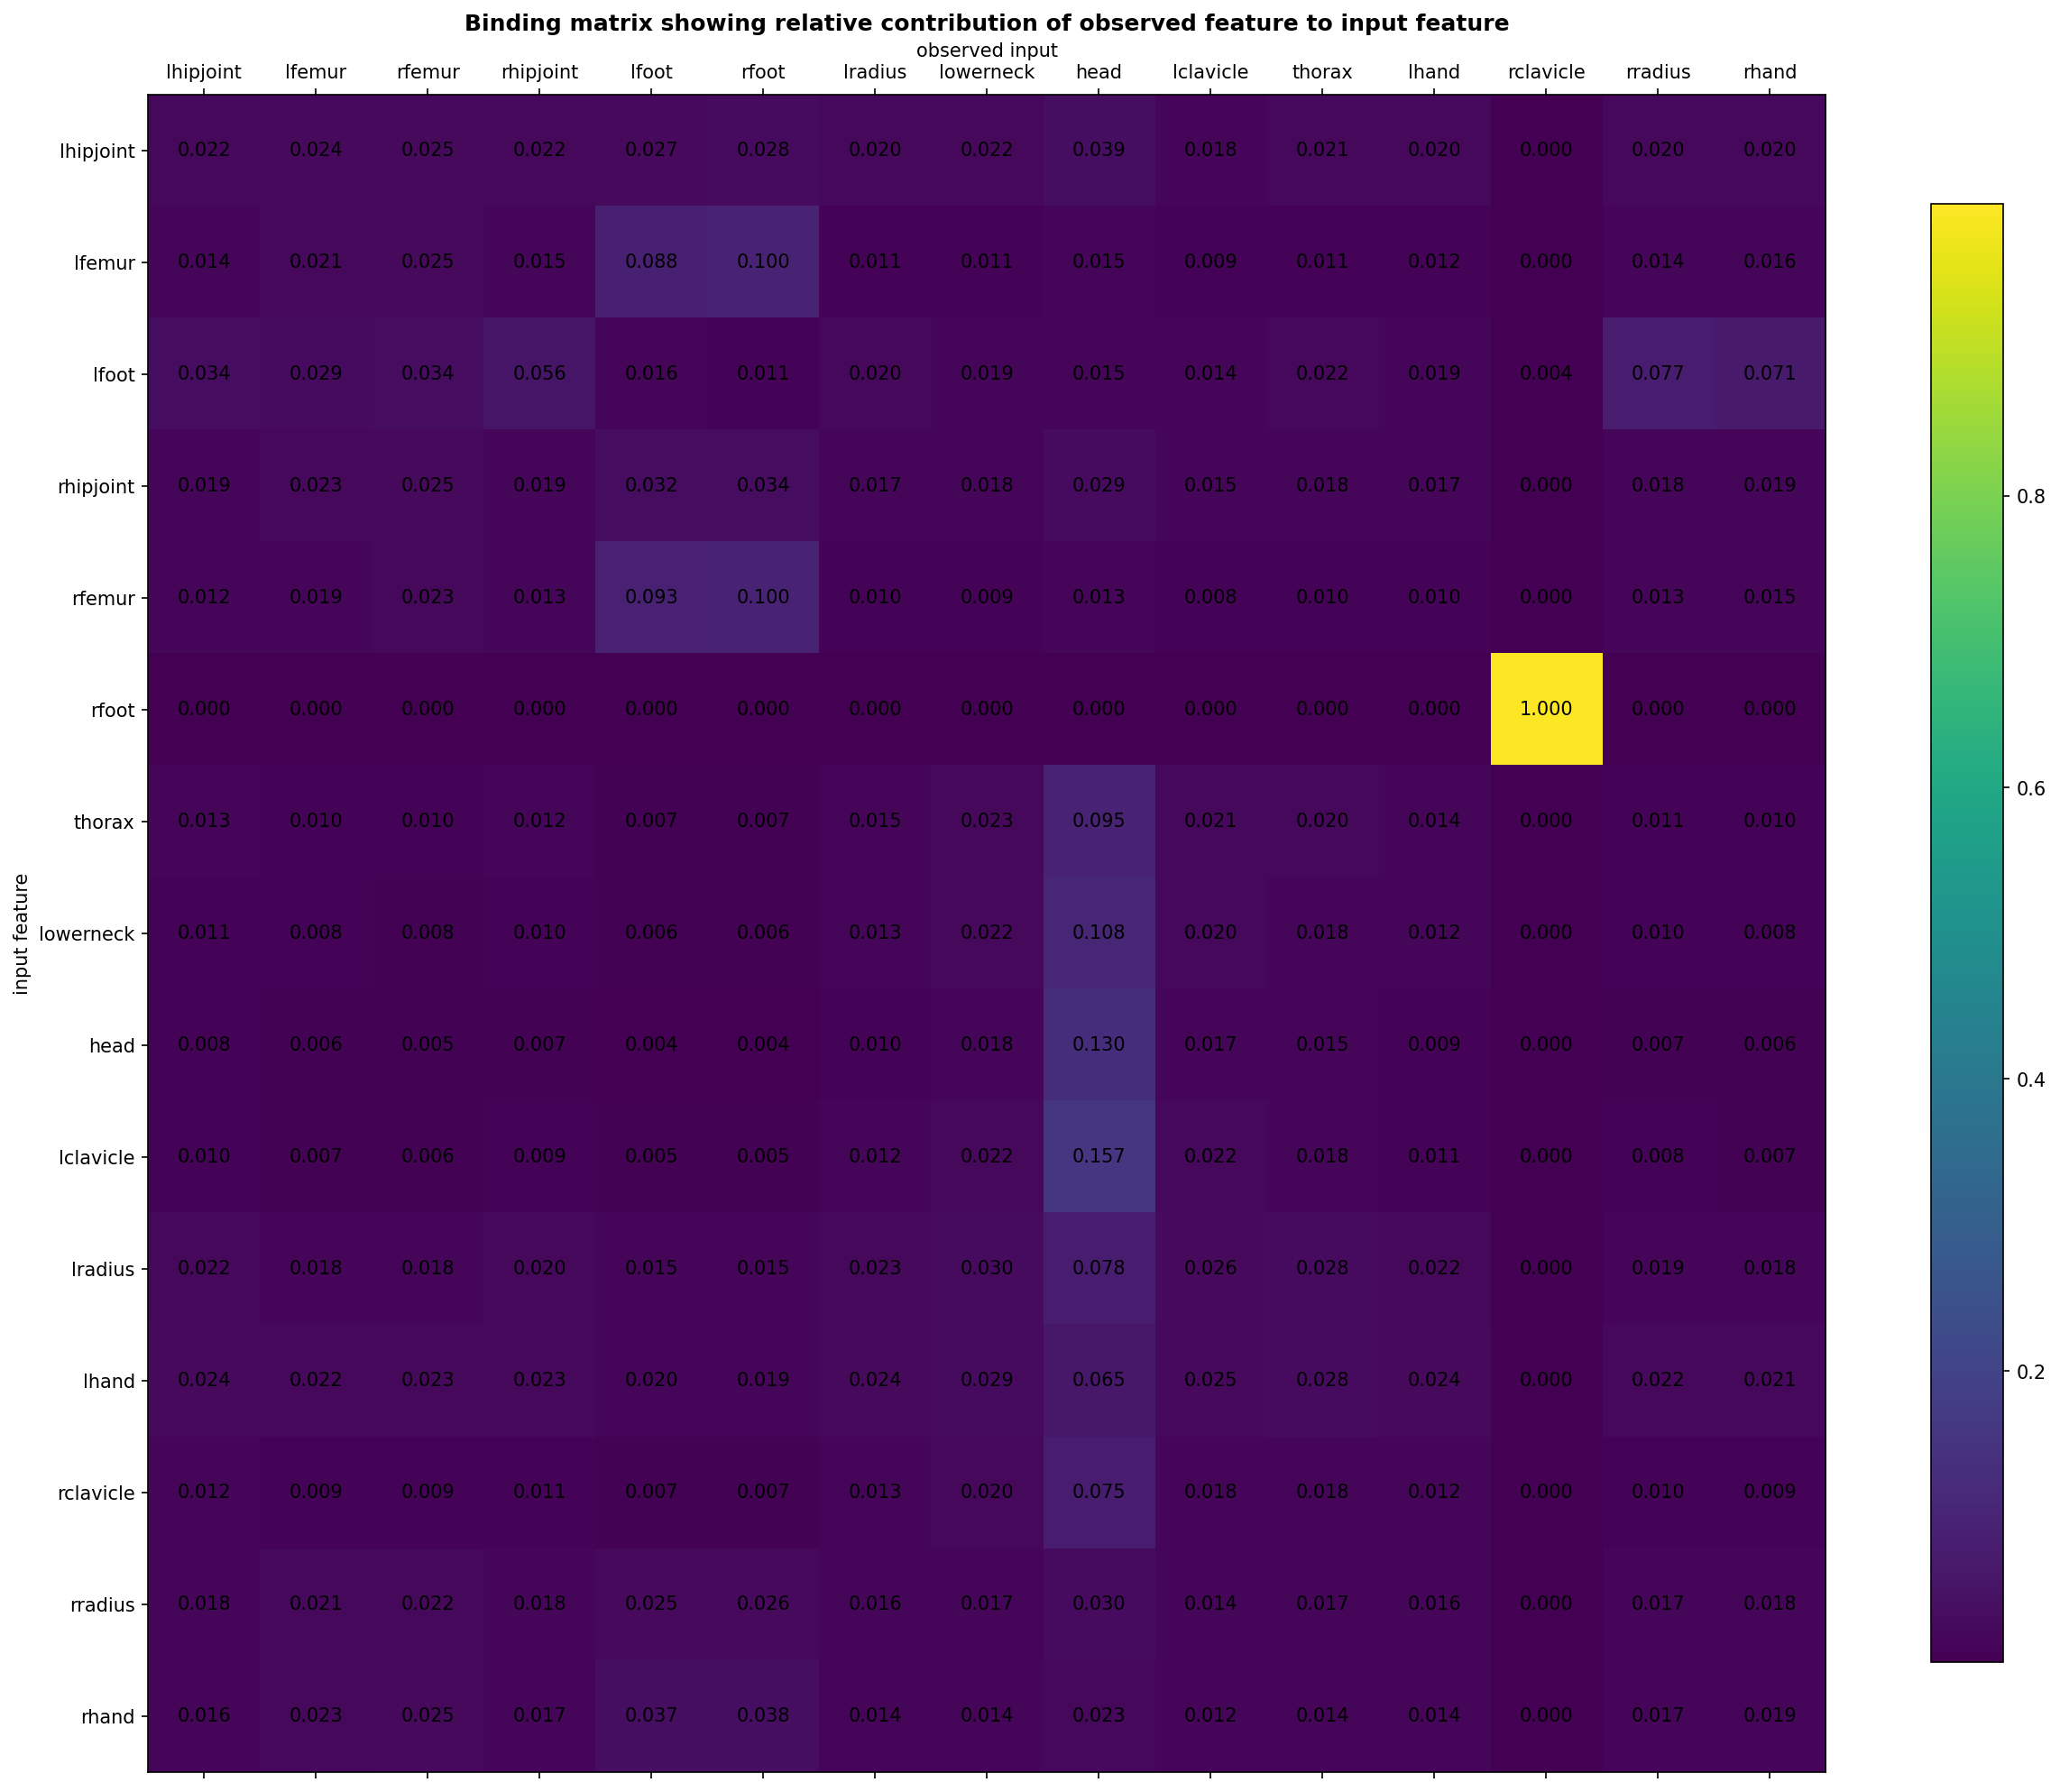 Binding matrix showing relative contribution of observed feature to input feature
observed input
lhipjoint lfemur rfemur rhipjoint lfoot rfoot lradius lowerneck head lclavicle thorax lhand rclavicle rradius rhand
lhipjoint 0.022 0.024 0.025 0.022 0.027 0.028 0.020 0.022 0.039 0.018 0.021 0.020 0.000 0.020 0.020
lfemur 0.014 0.021 0.025 0.015 0.088 0.100 0.011 0.011 0.015 0.009 0.011 0.012 0.000 0.014 0.016
lfoot 0.034 0.029 0.034 0.056 0.016 0.011 0.020 0.019 0.015 0.014 0.022 0.019 0.004 0.077 0.071
rhipjoint 0.019 0.023 0.025 0.019 0.032 0.034 0.017 0.018 0.029 0.015 0.018 0.017 0.000 0.018 0.019
rfemur 0.012 0.019 0.023 0.013 0.093 0.100 0.010 0.009 0.013 0.008 0.010 0.010 0.000 0.013 0.015
rfoot 0.000 0.000 0.000 0.000 0.000 0.000 0.000 0.000 0.000 0.000 0.000 0.000 1.000 0.000 0.000
thorax 0.013 0.010 0.010 0.012 0.007 0.007 0.015 0.023 0.095 0.021 0.020 0.014 0.000 0.011 0.010
lowerneck 0.011 0.008 0.008 0.010 0.006 0.006 0.013 0.022 0.108 0.020 0.018 0.012 0.000 0.010 0.008
head 0.008 0.006 0.005 0.007 0.004 0.004 0.010 0.018 0.130 0.017 0.015 0.009 0.000 0.007 0.006
lclavicle 0.010 0.007 0.006 0.009 0.005 0.005 0.012 0.022 0.157 0.022 0.018 0.011 0.000 0.008 0.007
lradius 0.022 0.018 0.018 0.020 0.015 0.015 0.023 0.030 0.078 0.026 0.028 0.022 0.000 0.019 0.018
lhand 0.024 0.022 0.023 0.023 0.020 0.019 0.024 0.029 0.065 0.025 0.028 0.024 0.000 0.022 0.021
rclavicle 0.012 0.009 0.009 0.011 0.007 0.007 0.013 0.020 0.075 0.018 0.018 0.012 0.000 0.010 0.009
rradius 0.018 0.021 0.022 0.018 0.025 0.026 0.016 0.017 0.030 0.014 0.017 0.016 0.000 0.017 0.018
rhand 0.016 0.023 0.025 0.017 0.037 0.038 0.014 0.014 0.023 0.012 0.014 0.014 0.000 0.017 0.019
input feature
0.8
0.6
0.4
0.2